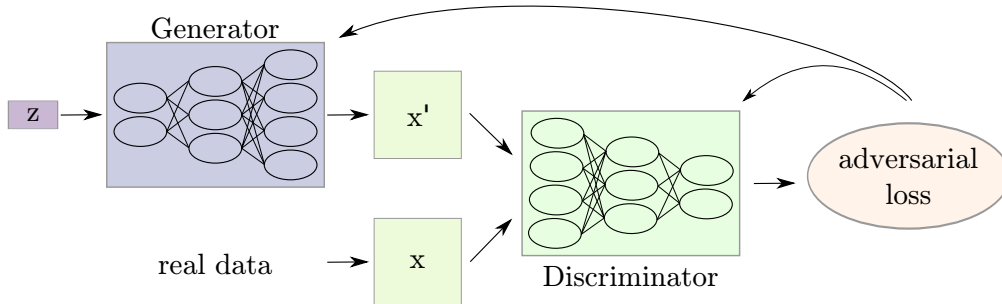 Generator
z
x'
adversarial
loss
real data
x
Discriminator